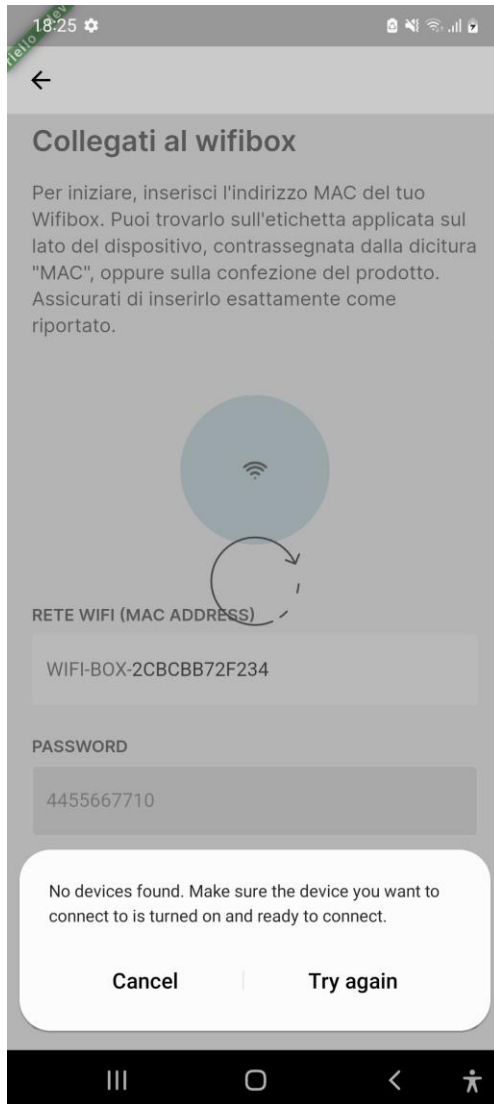 18:25
Collegati al wifibox
Per iniziare, inserisci l'indirizzo MAC del tuo
Wifibox. Puoi trovarlo sull'etichetta applicata sul
lato del dispositivo, contrassegnata dalla dicitura
"MAC", oppure sulla confezione del prodotto.
Assicurati di inserirlo esattamente come
riportato.
RETE WIFI (MAC ADDRESS)
WIFI-BOX-2CBCBB72F234
PASSWORD
4455667710
No devices found. Make sure the device you want to
connect to is turned on and ready to connect.
Cancel
Try again